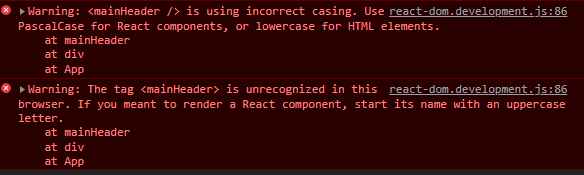 Warning: <mainHeader /> is using incorrect casing. Use react-dom.development.js:86
PascalCase for React components, or lowercase for HTML elements.
at mainHeader
at div
at App
Warning: The tag <mainHeader> is unrecognized in this react-dom.development.js:86
browser. If you meant to render a React component, start its name with an uppercase
letter.
at mainHeader
at div
at App